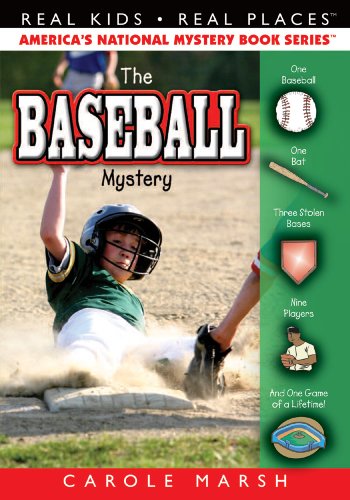 REAL KIDS • REAL PLACES™
AMERICA'S NATIONAL MYSTERY BOOK SERIES™
The
BASEBALL
Mystery
One
Baseball
One
Bat
Three Stolen
Bases
Nine
Players
And One Game
of a Lifetime!
CAROLE MARSH